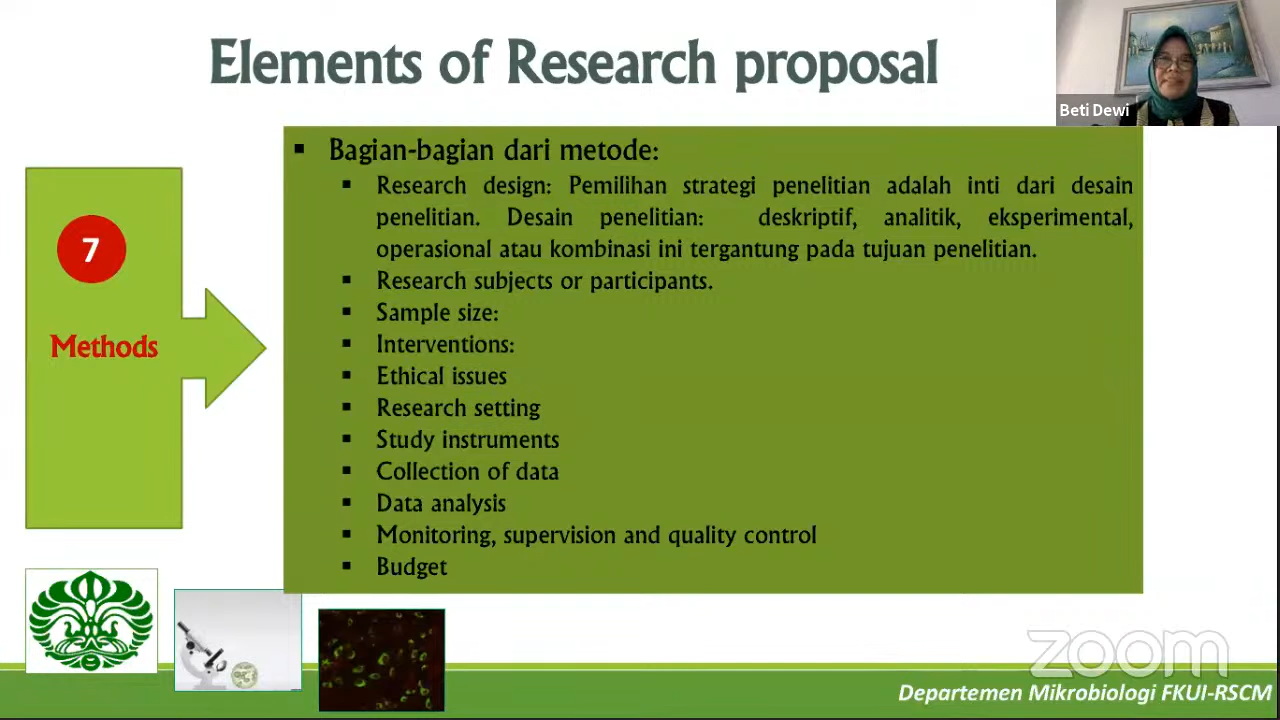 Elements of Research proposal
Beti Dewi
7
Methods
▪ Bagian-bagian dari metode:
▪ Research design: Pemilihan strategi penelitian adalah inti dari desain
penelitian. Desain penelitian: deskriptif, analitik, eksperimental,
operasional atau kombinasi ini tergantung pada tujuan penelitian.
▪ Research subjects or participants.
▪ Sample size:
▪ Interventions:
▪ Ethical issues
▪ Research setting
▪ Study instruments
▪ Collection of data
▪ Data analysis
▪ Monitoring, supervision and quality control
▪ Budget
zoom
Departemen Mikrobiologi FKUI-RSCM